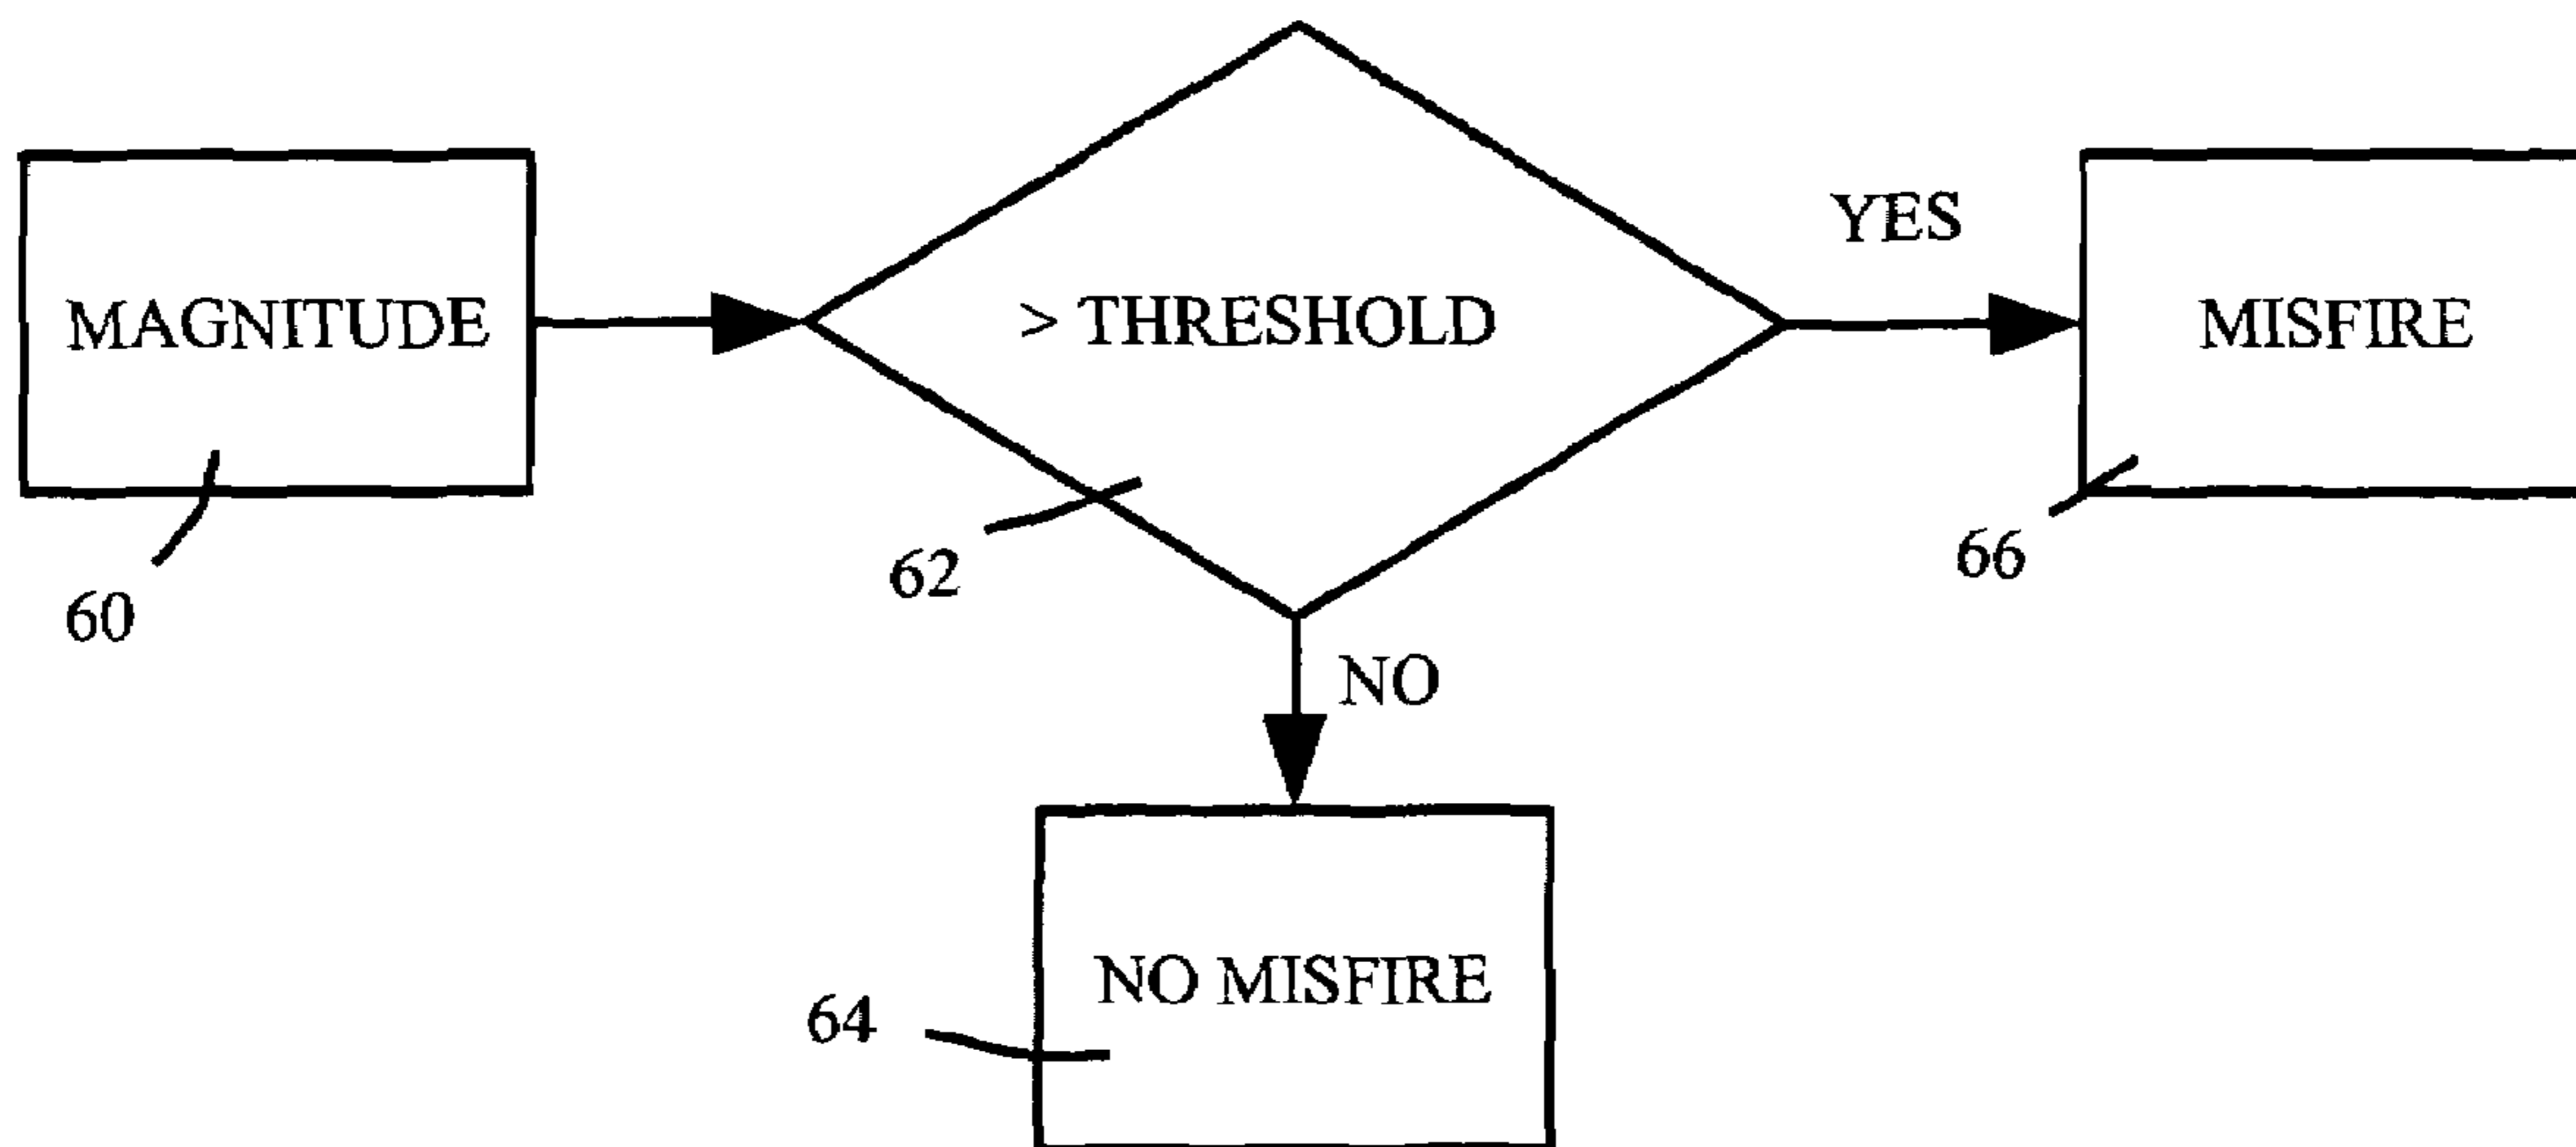 YES
MAGNITUDE
> THRESHOLD
MISFIRE
60
62
66
NO
NO MISFIRE
64